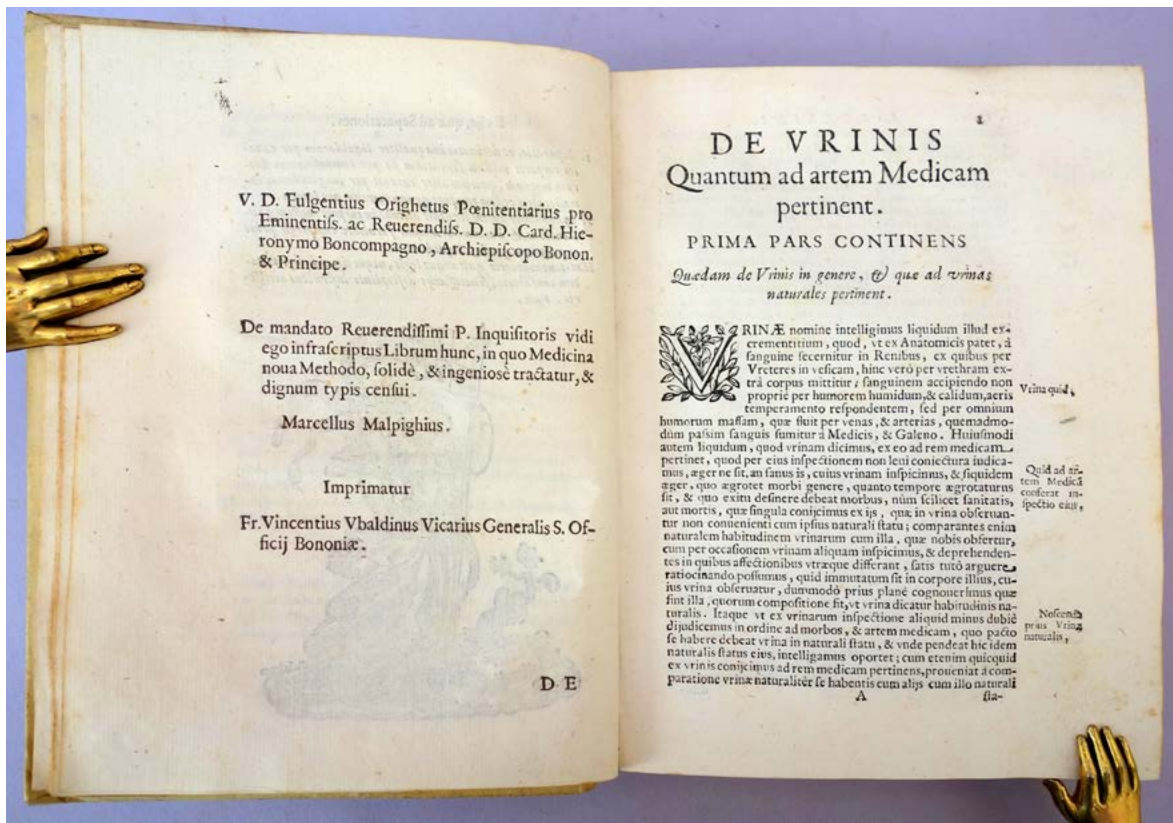 V. D. Fulgentius Orighetus Pœnitentiarius pro
Eminentiſs. ac Reuerendiſs. D. D. Card. Hie-
ronymo Boncompagno, Archiepiſcopo Bonon.
& Principe.
De mandato Reuerendiſſimi P. Inquiſitoris vidi
ego infraſcriptus Librum hunc, in quo Medicina
noua Methodo, ſolidè, & ingeniosè tractatur, &
dignum typis cenſui.
Marcellus Malpighius.
Imprimatur
Fr. Vincentius Vbaldinus Vicarius Generalis S. Of-
ficij Bononiæ.
D E
DE VRINIS
Quantum ad artem Medicam
pertinent.
PRIMA PARS CONTINENS
Quædam de Vrinis in genere, & quæ ad vrinas
naturales pertinent.
VRINÆ nomine intelligimus liquidum illud ex-
crementitium, quod, vt ex Anatomicis patet, à
ſanguine ſecernitur in Renibus, ex quibus per
Vreteres in veſicam, hinc verò per vrethram ex-
trà corpus mittitur; ſanguinem accipiendo non
propriè per humorem humidum, & calidum, aeris
Vrina quid,
temperamento reſpondentem, ſed per omnium
humorum maſſam, quæ fluit per venas, & arterias, quemadmo-
dùm paſſim ſanguis ſumitur à Medicis, & Galeno. Huiuſmodi
autem liquidum, quod vrinam dicimus, ex eo ad rem medicam
pertinet, quod per eius inſpectionem non leui coniectura iudica-
mus, æger ne ſit, an ſanus is, cuius vrinam inſpicimus, & ſiquidem
æger, quo ægrotet morbi genere, quanto tempore ægrotaturus
ſit, & quo exitu deſinere debeat morbus, nùm ſcilicet ſanitatis,
Quid ad ar-
tem Medicã
conferat in-
ſpectio eius,
aut mortis, quæ ſingula conijcimus ex ijs, quæ in vrina obſeruan-
tur non conuenienti cum ipſius naturali ſtatu; comparantes enim
naturalem habitudinem vrinarum cum illa, quæ nobis obfertur,
cum per occaſionem vrinam aliquam inſpicimus, & deprehenden-
tes in quibus affectionibus vtræque differant, ſatis tutò arguere
ratiocinando poſſumus, quid immutatum ſit in corpore illius, cu-
ius vrina obſeruatur, dummodò prius planè cognouerimus quæ
ſint illa, quorum compoſitione fit, vt vrina dicatur habitudinis na-
turalis. Itaque vt ex vrinarum inſpectione aliquid minus dubiè
dijudicemus in ordine ad morbos, & artem medicam, quo pacto
ſe habere debeat vrina in naturali ſtatu, & vnde pendeat hic idem
Noſcenda
prius Vrina
naturalis,
naturalis ſtatus eius, intelligamus oportet; cum etenim quicquid
ex vrinis conijcimus ad rem medicam pertinens, proueniat à com-
paratione vrinæ naturalitèr ſe habentis cum alijs cum illo naturali
A
ſta-